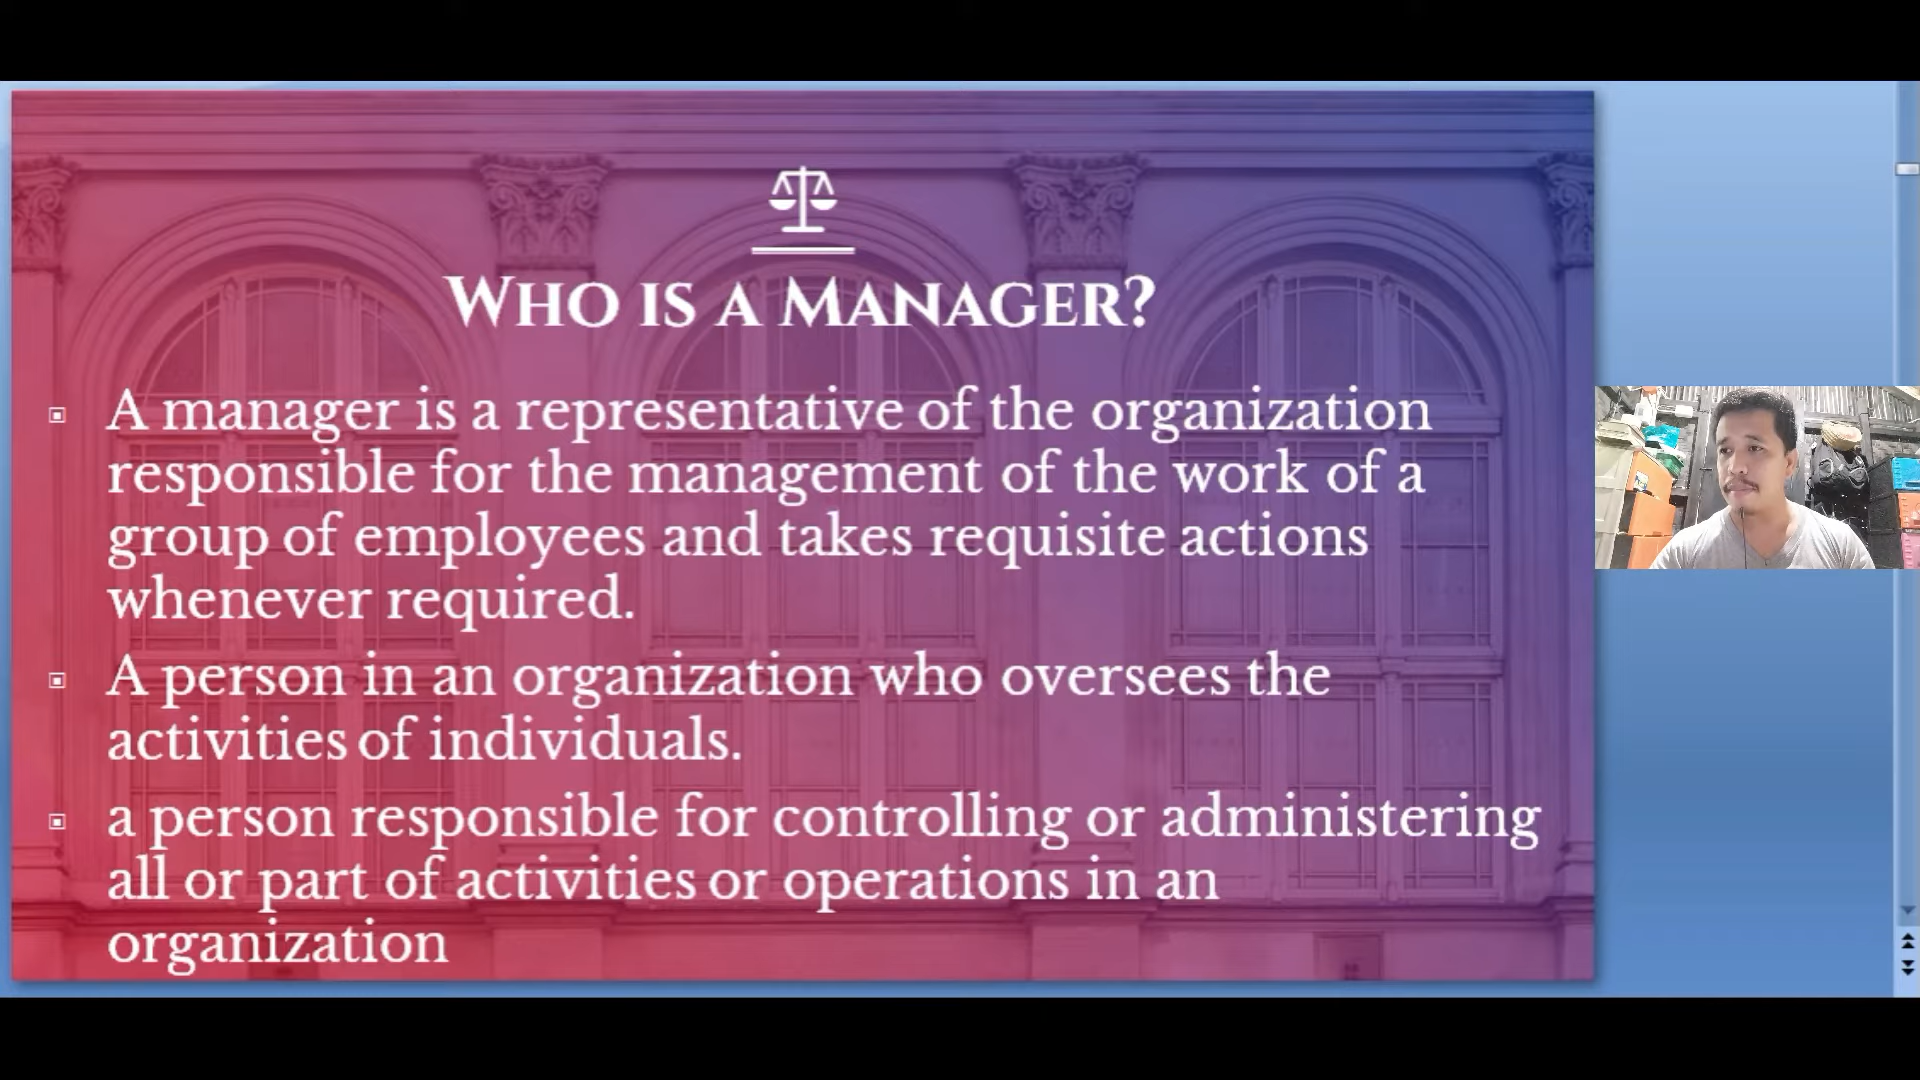 WHO IS A MANAGER?
A manager is a representative of the organization
responsible for the management of the work of a
group of employees and takes requisite actions
whenever required.
A person in an organization who oversees the
activities of individuals.
a person responsible for controlling or administering
all or part of activities or operations in an
organization